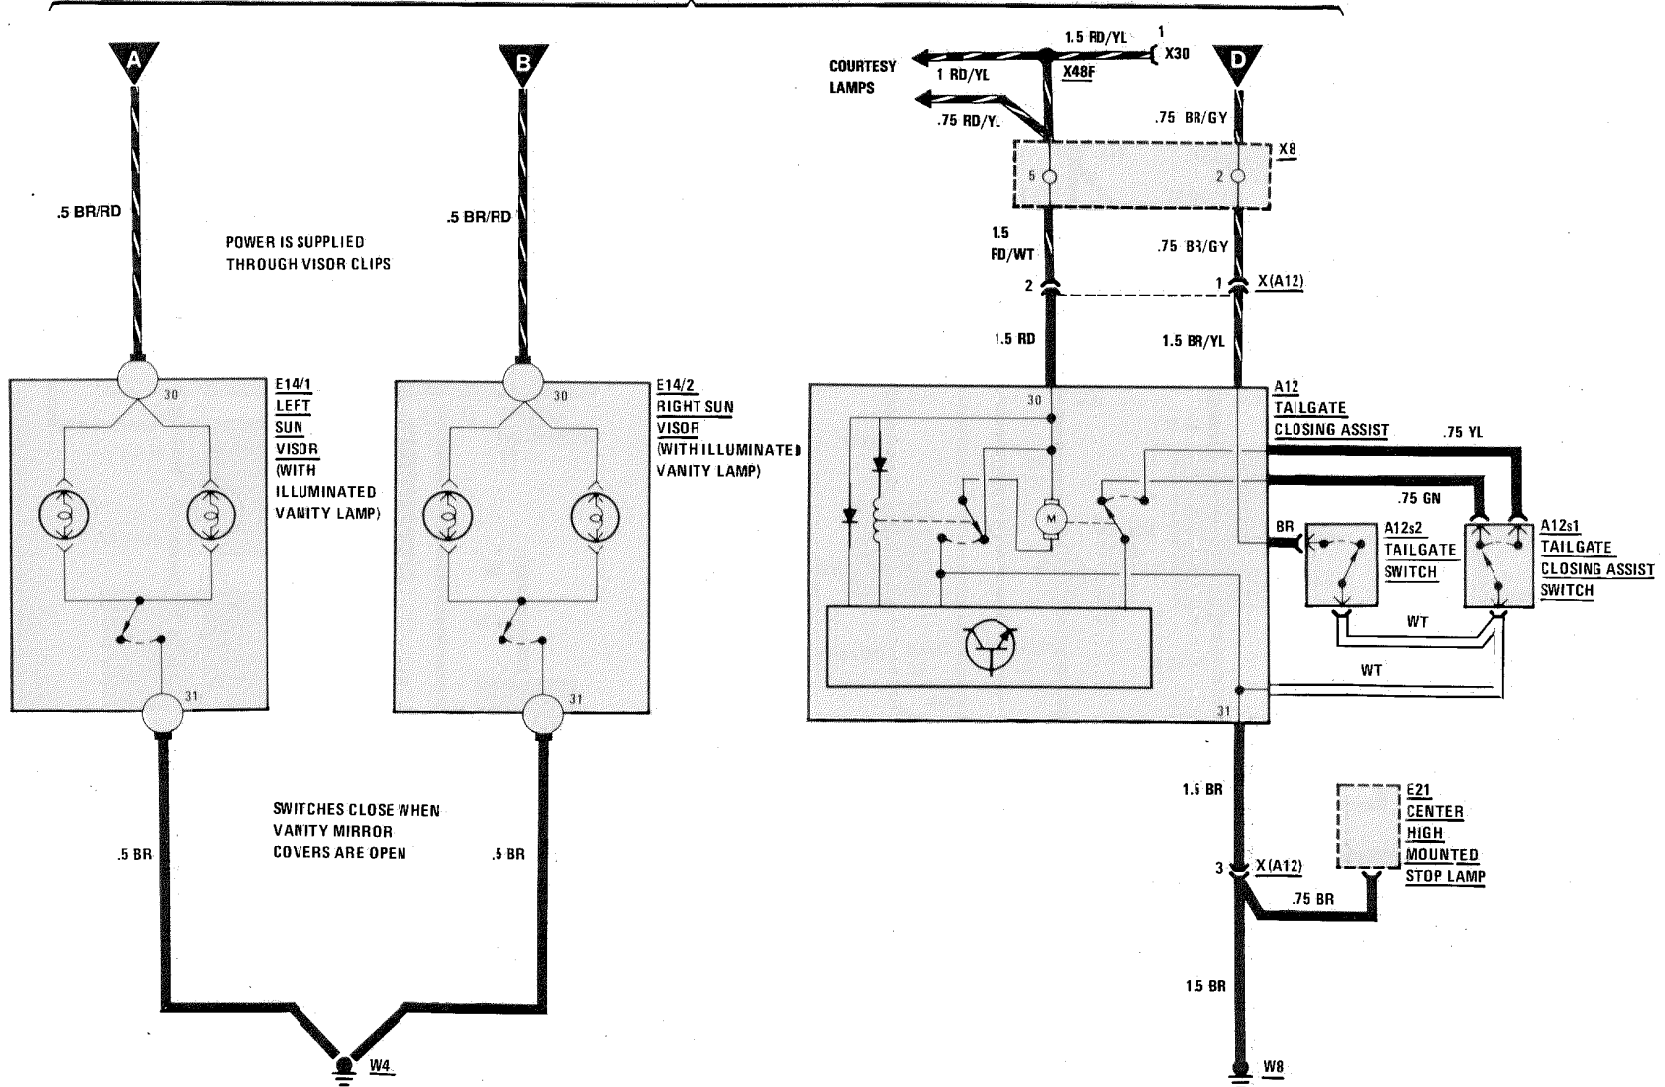 A
B
COURTESY
LAMPS
1 RD/YL
.75 RD/Y.
1.5 RD/YL
1
X30
X48F
D
.75 BR/GY
X8
5
2
.5 BR/RD
.5 BR/RD
POWER IS SUPPLIED
THROUGH VISOR CLIPS
1.5
RD/WT
.75 BR/GY
2
1
X(A12)
1.5 RD
1.5 BR/YL
30
E14/1
LEFT
SUN
VISOR
(WITH
ILLUMINATED
VANITY LAMP)
30
E14/2
RIGHT SUN
VISOR
(WITH ILLUMINATED
VANITY LAMP)
30
A12
TAILGATE
CLOSING ASSIST
.75 YL
.75 GN
M
BR
A12s2
TAILGATE
SWITCH
A12s1
TAILGATE
CLOSING ASSIST
SWITCH
WT
WT
31
31
31
SWITCHES CLOSE WHEN
VANITY MIRROR
COVERS ARE OPEN
.5 BR
.5 BR
1.5 BR
E21
CENTER
HIGH
MOUNTED
STOP LAMP
3
X(A12)
.75 BR
1.5 BR
W4
W8